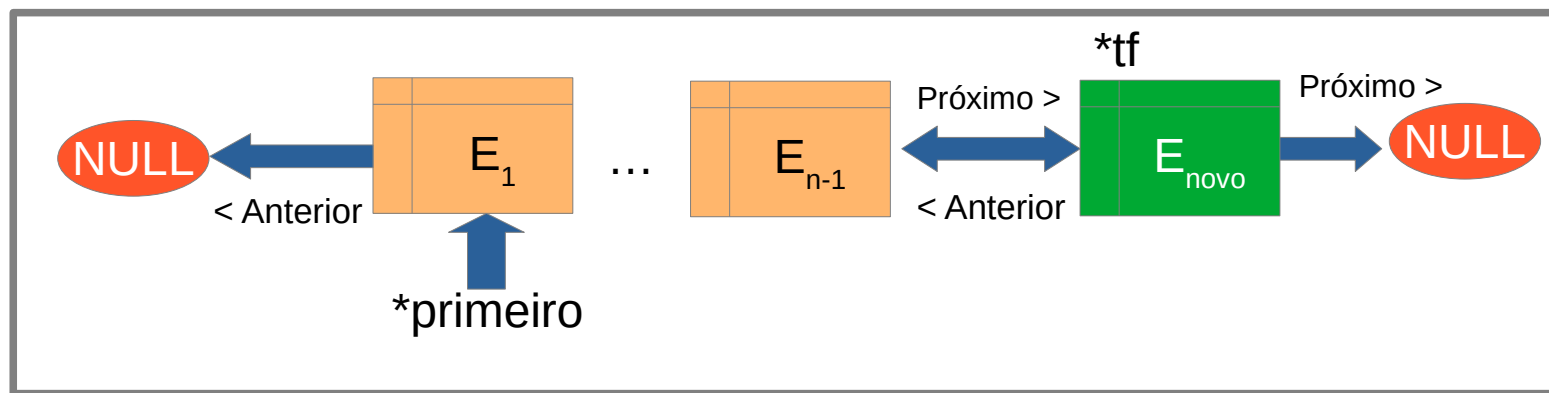 *tf
Próximo >
Próximo >
NULL
E1
...
En-1
Enovo
NULL
< Anterior
< Anterior
*primeiro